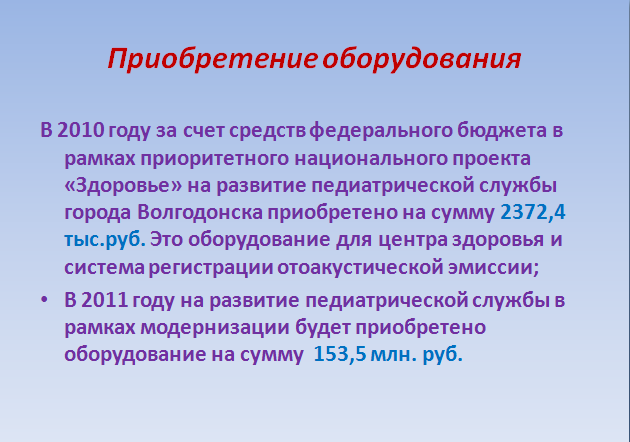 Приобретение оборудования
В 2010 году за счет средств федерального бюджета в
рамках приоритетного национального проекта
«Здоровье» на развитие педиатрической службы
города Волгодонска приобретено на сумму 2372,4
тыс.руб. Это оборудование для центра здоровья и
система регистрации отоакустической эмиссии;
• В 2011 году на развитие педиатрической службы в
рамках модернизации будет приобретено
оборудование на сумму 153,5 млн. руб.